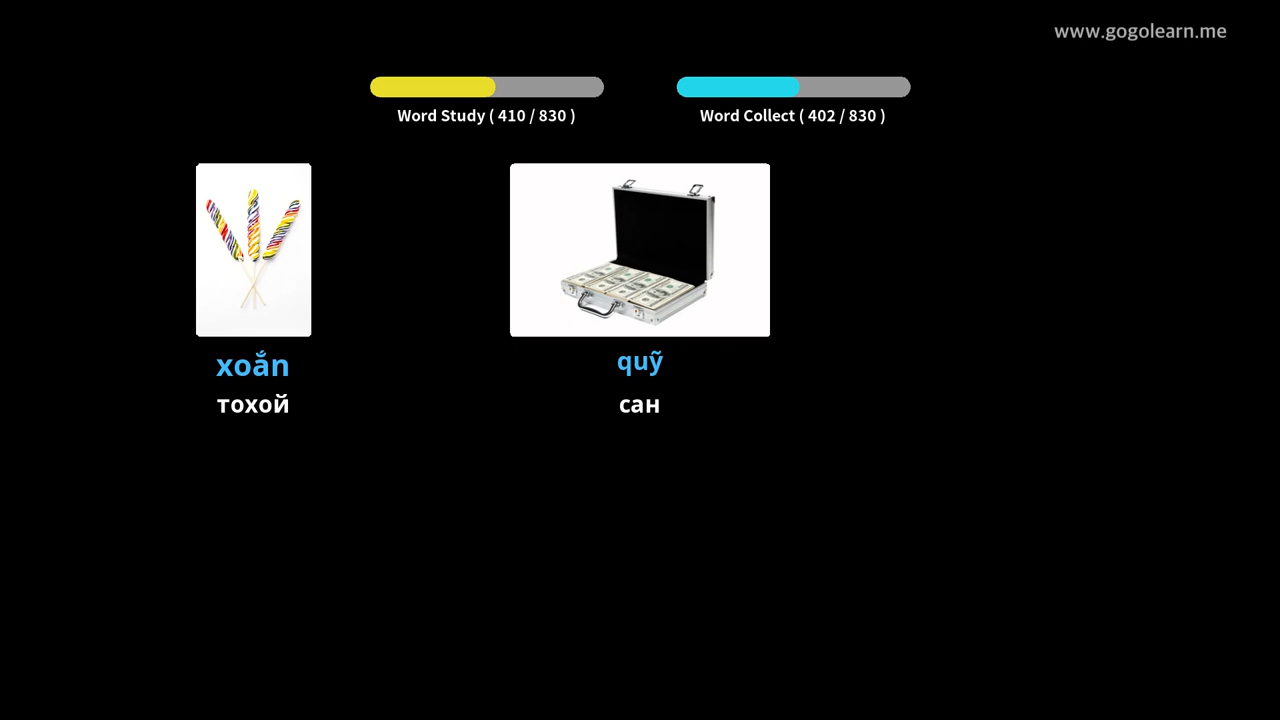 www.gogolearn.me
Word Study ( 410 / 830 )
Word Collect ( 402 / 830 )
xoắn
тохой
quỹ
сан